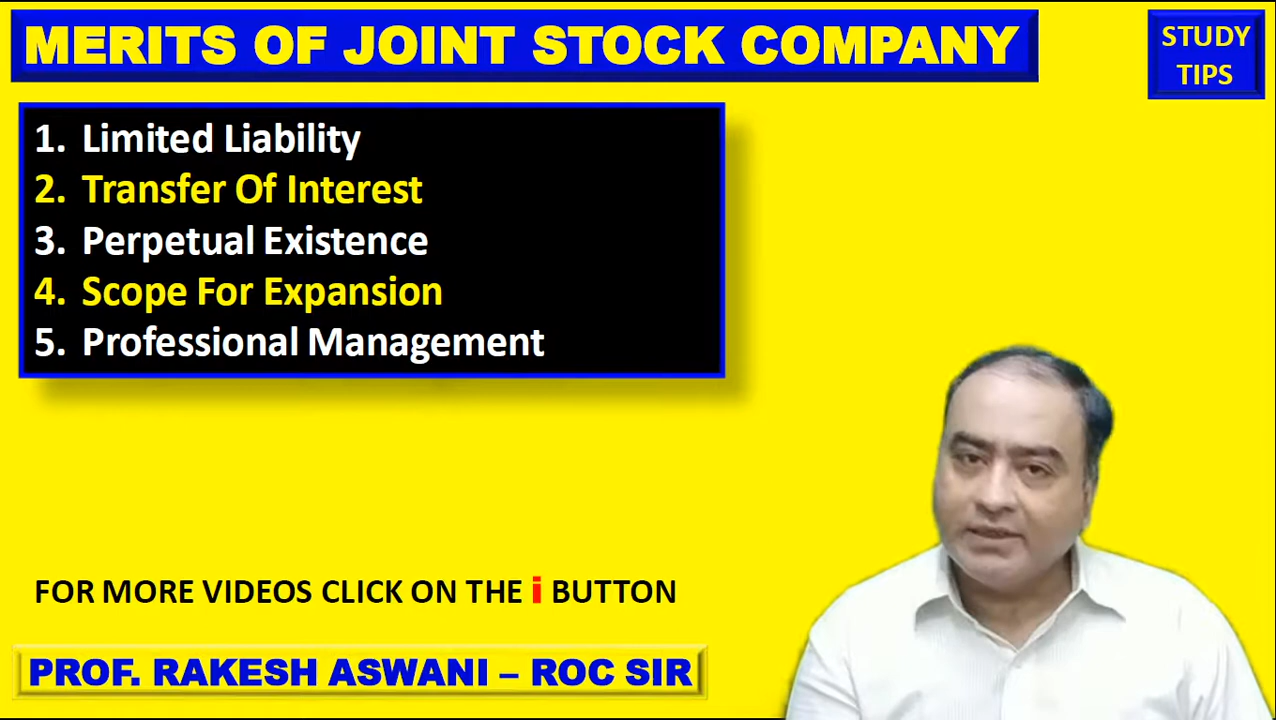 MERITS OF JOINT STOCK COMPANY
STUDY
TIPS
1. Limited Liability
2. Transfer Of Interest
3. Perpetual Existence
4. Scope For Expansion
5. Professional Management
FOR MORE VIDEOS CLICK ON THE i BUTTON
PROF. RAKESH ASWANI – ROC SIR